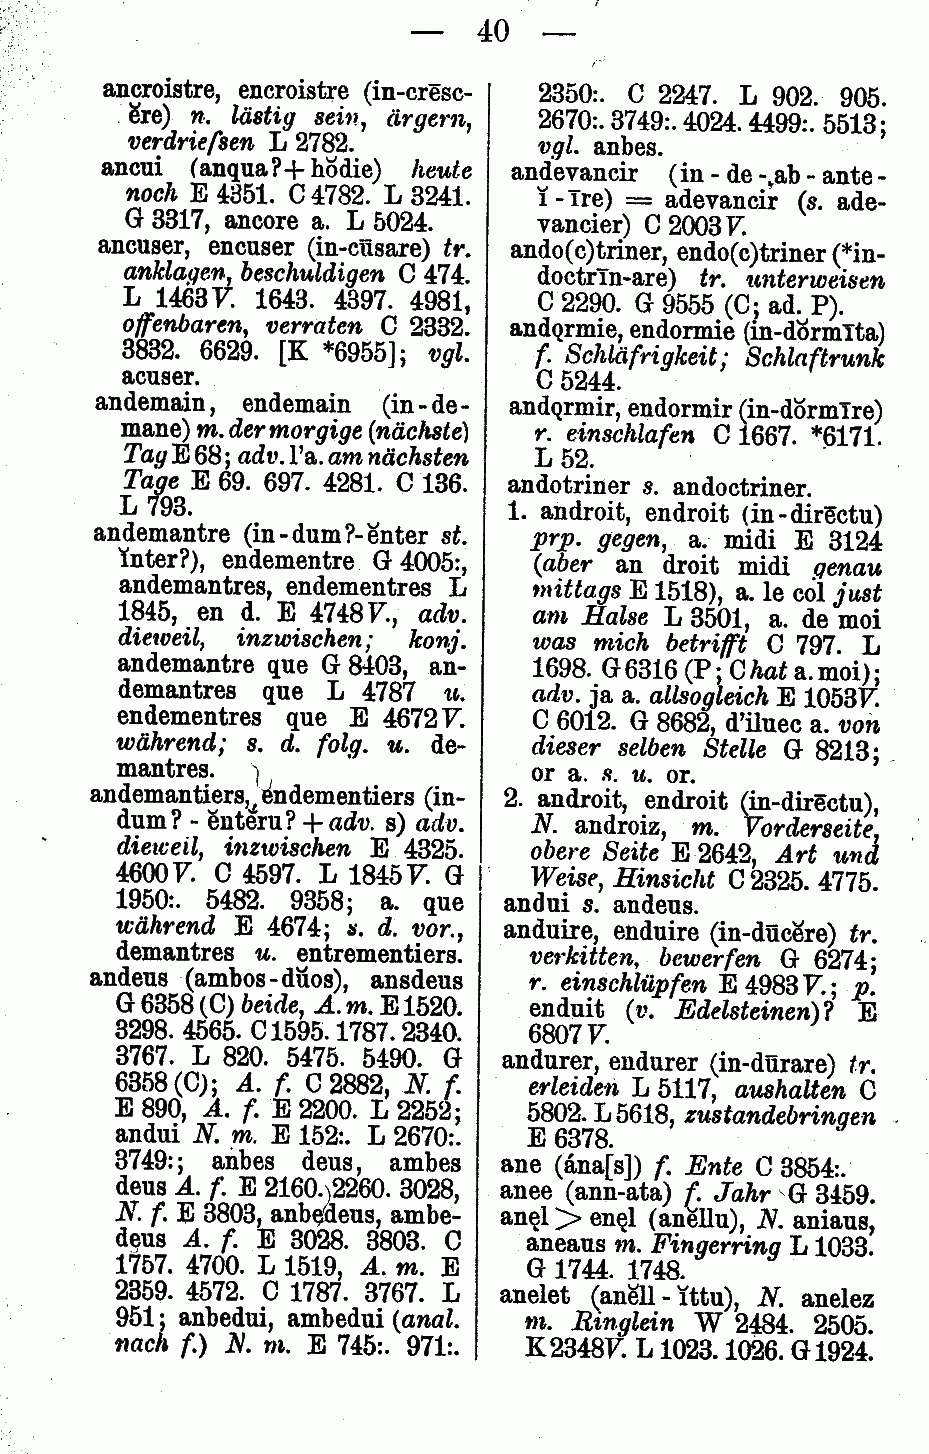 — 40 —
ancroistre, encroistre (in-crēsc-
ĕre) n. lästig sein, ärgern,
verdrießen L 2782.
ancui (anqua?+hŏdie) heute
noch E 4351. C 4782. L 3241.
G 3317, ancore a. L 5024.
ancuser, encuser (in-cūsare) tr.
anklagen, beschuldigen C 474.
L 1463 V. 1643. 4397. 4981,
offenbaren, verraten C 2332.
3832. 6629. [K *6955]; vgl.
acuser.
andemain, endemain (in-de-
mane) m. der morgige (nächste)
Tag E 68; adv. l'a. am nächsten
Tage E 69. 697. 4281. C 136.
L 793.
andemantre (in-dum?-ĕnter st.
ĭnter?), endementre G 4005:,
andemantres, endementres L
1845, en d. E 4748 V., adv.
dieweil, inzwischen; konj.
andemantre que G 8403, an-
demantres que L 4787 u.
endementres que E 4672 V.
während; s. d. folg. u. de-
mantres.
andemantiers, endementiers (in-
dum? - ĕntĕru? + adv. s) adv.
dieweil, inzwischen E 4325.
4600 V. C 4597. L 1845 V. G
1950:. 5482. 9358; a. que
während E 4674; s. d. vor.,
demantres u. entrementiers.
andeus (ambos-dŭos), ansdeus
G 6358 (C) beide, A. m. E 1520.
3298. 4565. C 1595. 1787. 2340.
3767. L 820. 5475. 5490. G
6358 (C); A. f. C 2882, N. f.
E 890, A. f. E 2200. L 2252;
andui N. m. E 152:. L 2670:.
3749:; anbes deus, ambes
deus A. f. E 2160. 2260. 3028,
N. f. E 3803, anbędeus, ambe-
dęus A. f. E 3028. 3803. C
1757. 4700. L 1519, A. m. E
2359. 4572. C 1787. 3767. L
951; anbedui, ambedui (anal.
nach f.) N. m. E 745:. 971:.
2350:. C 2247. L 902. 905.
2670:. 3749:. 4024. 4499:. 5513;
vgl. anbes.
andevancir (in - de - ab - ante -
ĭ - īre) = adevancir (s. ade-
vancier) C 2003 V.
ando(c)triner, endo(c)triner (*in-
doctrīn-are) tr. unterweisen
C 2290. G 9555 (C; ad. P).
andǫrmie, endormie (in-dŏrmīta)
f. Schläfrigkeit; Schlaftrunk
C 5244.
andǫrmir, endormir (in-dŏrmīre)
r. einschlafen C 1667. *6171.
L 52.
andotriner s. andoctriner.
1. androit, endroit (in-dirēctu)
prp. gegen, a. midi E 3124
(aber an droit midi genau
mittags E 1518), a. le col just
am Halse L 3501, a. de moi
was mich betrifft C 797. L
1698. G 6316 (P; C hat a. moi);
adv. ja a. allsogleich E 1053 V.
C 6012. G 8682, d'iluec a. von
dieser selben Stelle G 8213;
or a. s. u. or.
2. androit, endroit (in-dirēctu),
N. androiz, m. Vorderseite,
obere Seite E 2642, Art und
Weise, Hinsicht C 2325. 4775.
andui s. andeus.
anduire, enduire (in-dūcĕre) tr.
verkitten, bewerfen G 6274;
r. einschlüpfen E 4983 V.; p.
enduit (v. Edelsteinen)? E
6807 V.
andurer, endurer (in-dūrare) tr.
erleiden L 5117, aushalten C
5802. L 5618, zustandebringen
E 6378.
ane (ána[s]) f. Ente C 3854:.
anee (ann-ata) f. Jahr G 3459.
anęl > enęl (anĕllu), N. aniaus,
aneaus m. Fingerring L 1033.
G 1744. 1748.
anelet (anĕll - ĭttu), N. anelez
m. Ringlein W 2484. 2505.
K 2348 V. L 1023. 1026. G 1924.